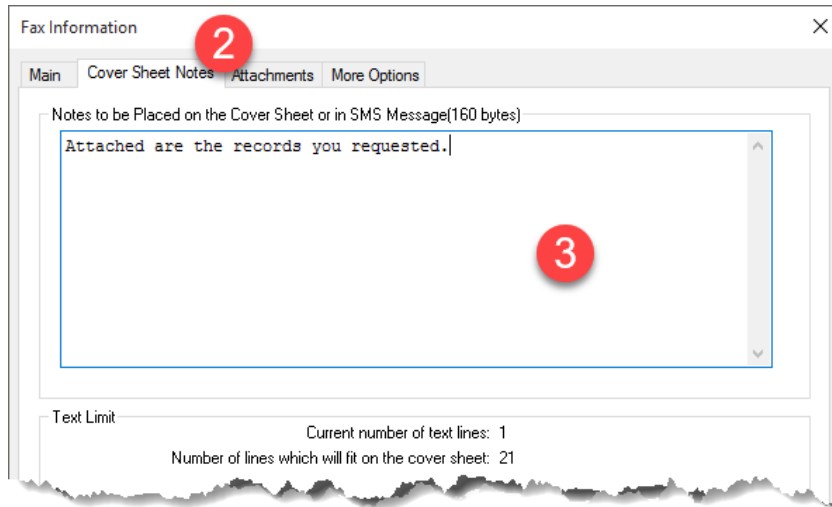 Fax Information
2
Main Cover Sheet Notes Attachments More Options
Notes to be Placed on the Cover Sheet or in SMS Message(160 bytes)
Attached are the records you requested.
3
Text Limit
Current number of text lines: 1
Number of lines which will fit on the cover sheet: 21